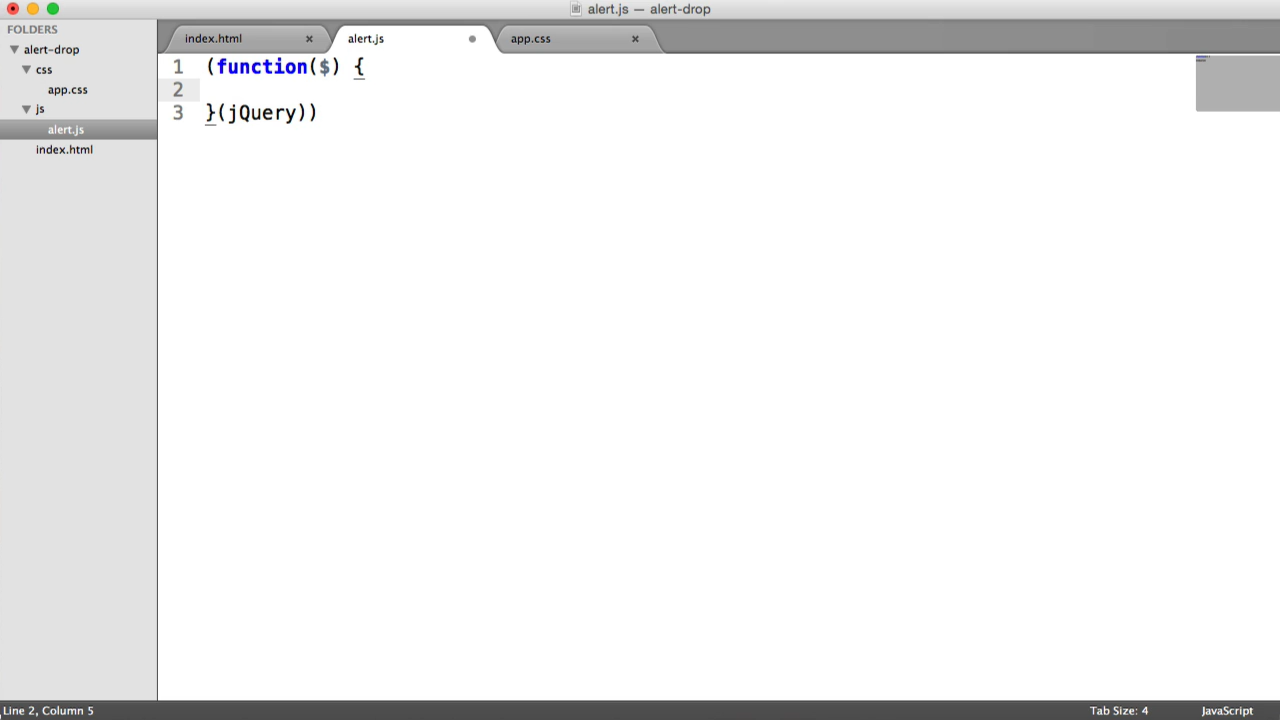 alert.js — alert-drop
FOLDERS
alert-drop
css
app.css
js
alert.js
index.html
index.html
alert.js
app.css
1 (function($) {
2
3 }(jQuery))
Line 2, Column 5
Tab Size: 4
JavaScript